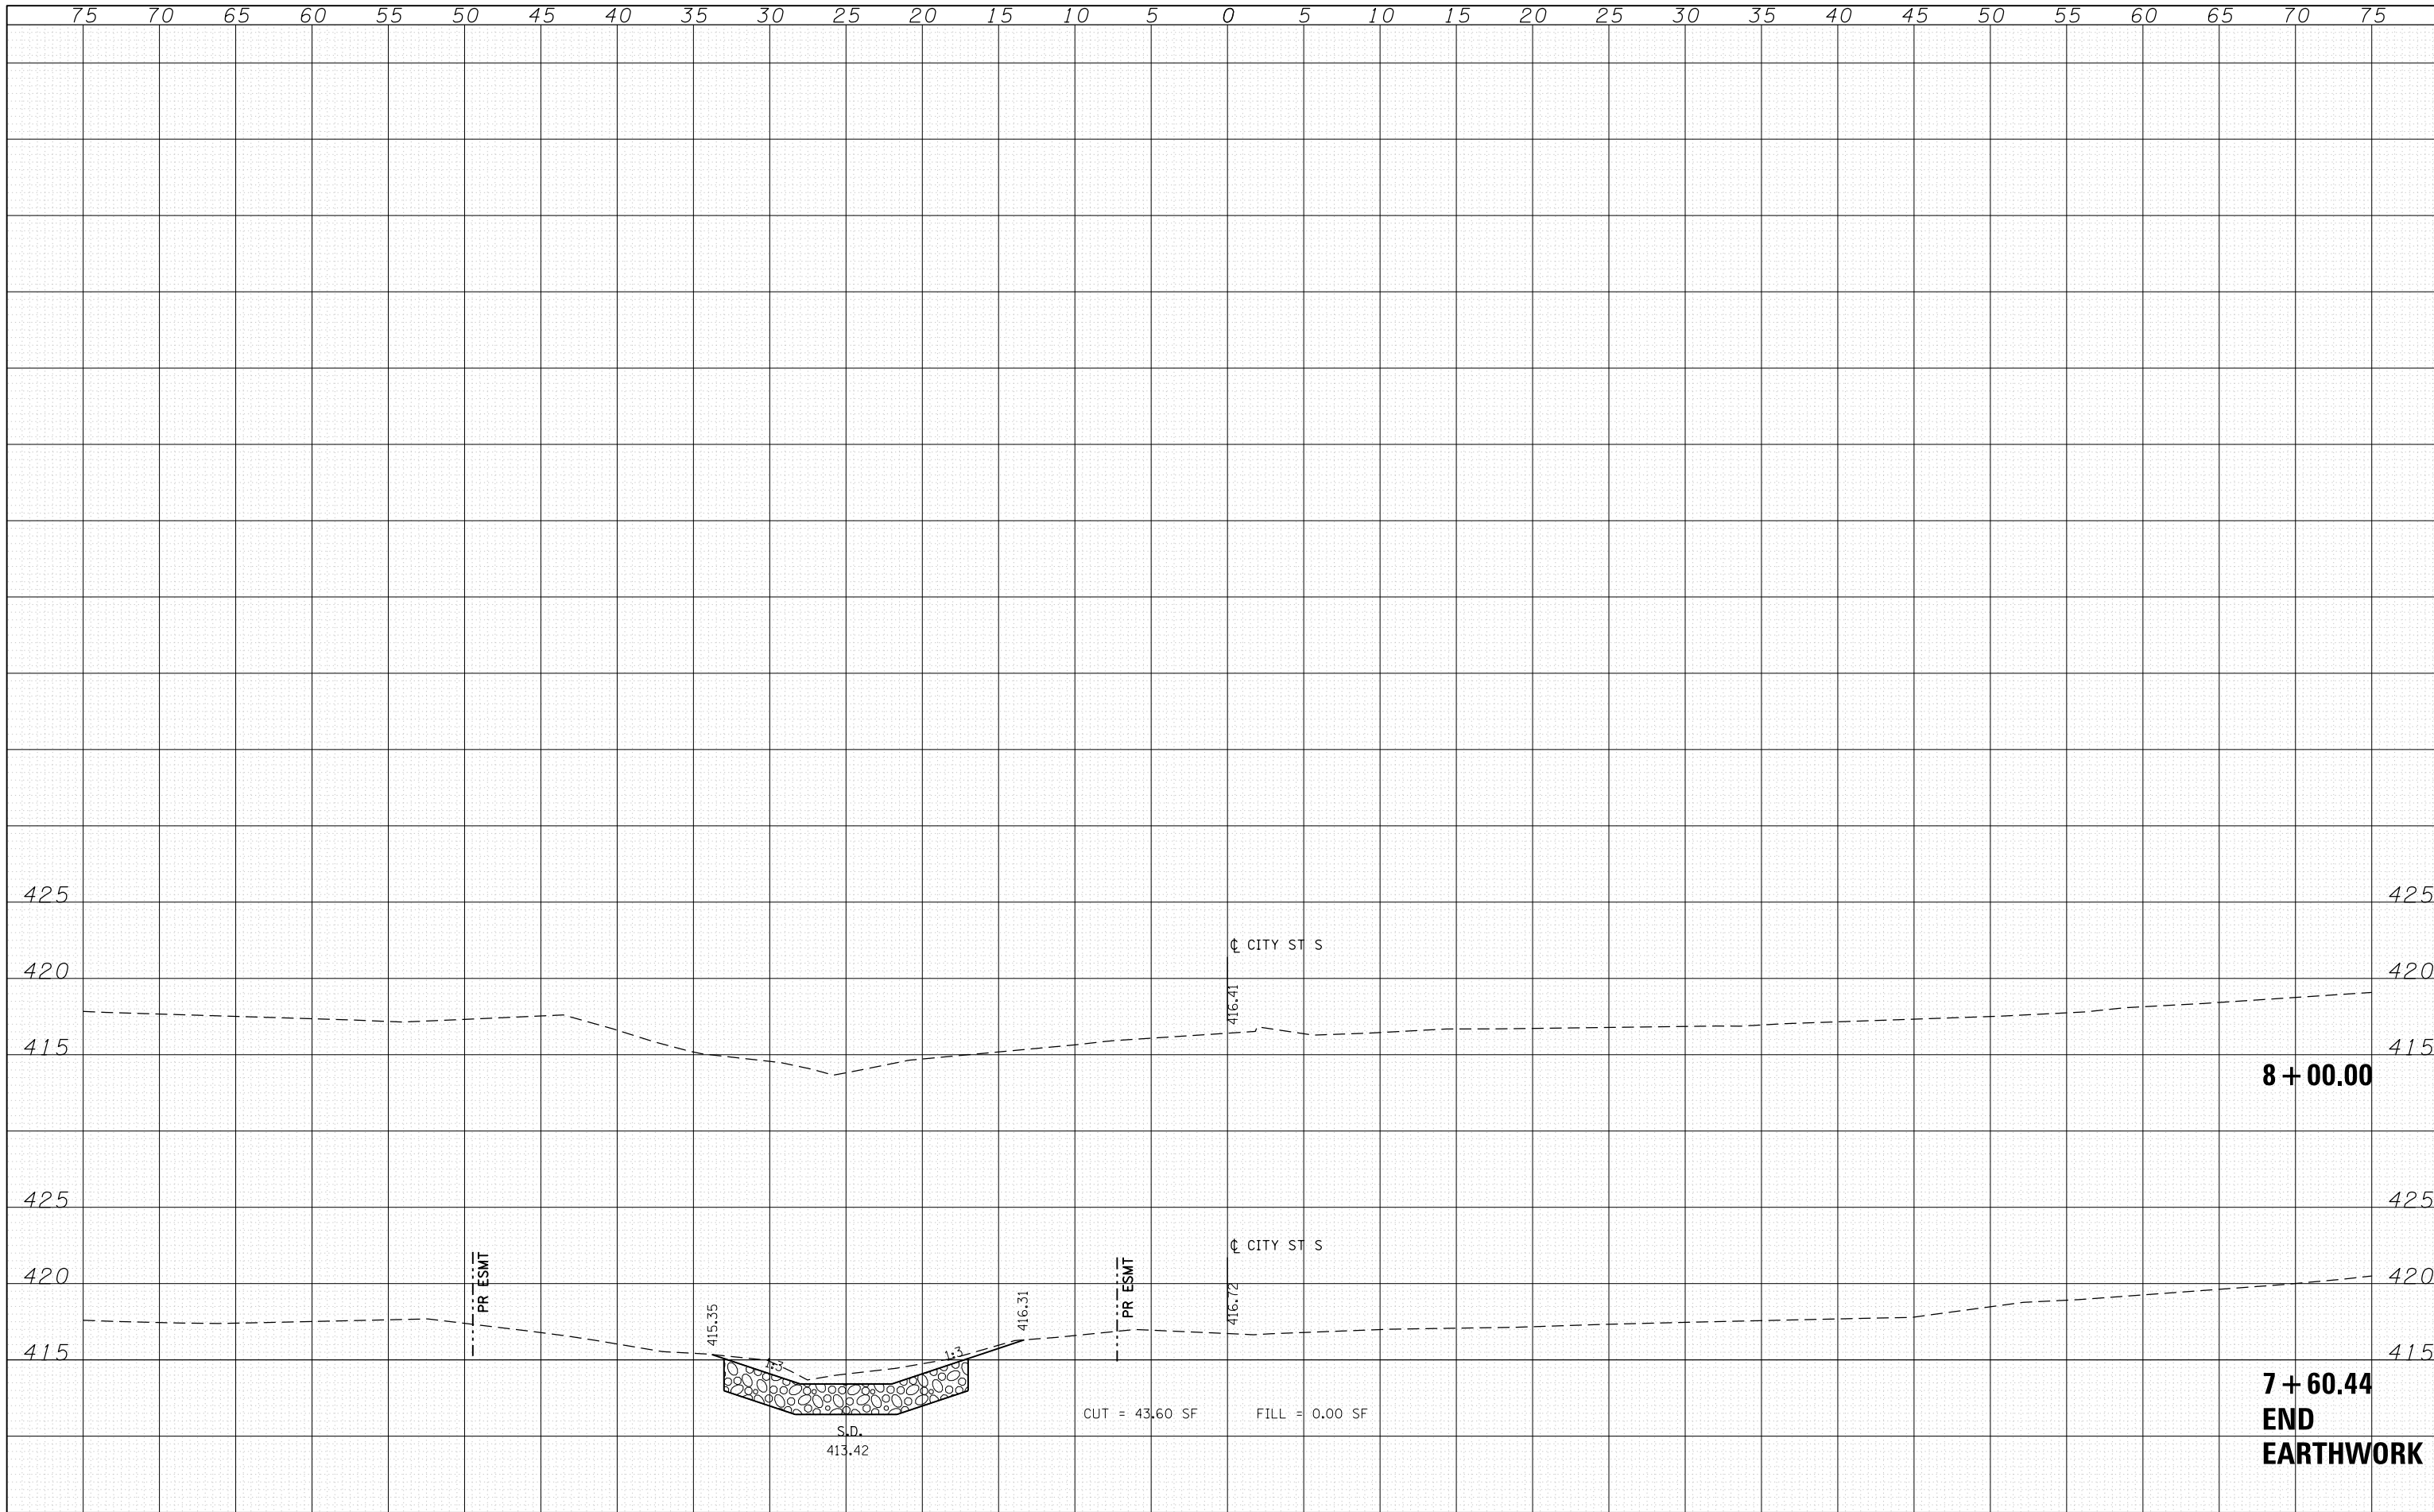 75 70 65 60 55 50 45 40 35 30 25 20 15 10 5 0 5 10 15 20 25 30 35 40 45 50 55 60 65 70 75
425 425
℄ CITY ST S
420 420
416.41
415 415
8+00.00
425 425
℄ CITY ST S
PR ESMT
PR ESMT
420 420
416.72
416.31
415.35
415 415
1:3
1:3
7+60.44
CUT = 43.60 SF FILL = 0.00 SF
END
S.D.
413.42
EARTHWORK